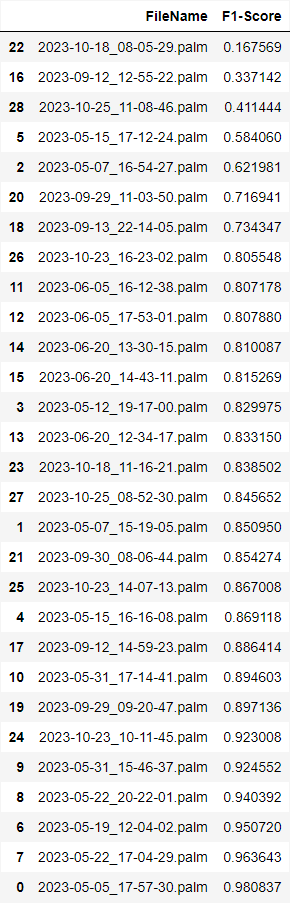 FileName F1-Score
22 2023-10-18_08-05-29.palm 0.167569
16 2023-09-12_12-55-22.palm 0.337142
28 2023-10-25_11-08-46.palm 0.411444
5 2023-05-15_17-12-24.palm 0.584060
2 2023-05-07_16-54-27.palm 0.621981
20 2023-09-29_11-03-50.palm 0.716941
18 2023-09-13_22-14-05.palm 0.734347
26 2023-10-23_16-23-02.palm 0.805548
11 2023-06-05_16-12-38.palm 0.807178
12 2023-06-05_17-53-01.palm 0.807880
14 2023-06-20_13-30-15.palm 0.810087
15 2023-06-20_14-43-11.palm 0.815269
3 2023-05-12_19-17-00.palm 0.829975
13 2023-06-20_12-34-17.palm 0.833150
23 2023-10-18_11-16-21.palm 0.838502
27 2023-10-25_08-52-30.palm 0.845652
1 2023-05-07_15-19-05.palm 0.850950
21 2023-09-30_08-06-44.palm 0.854274
25 2023-10-23_14-07-13.palm 0.867008
4 2023-05-15_16-16-08.palm 0.869118
17 2023-09-12_14-59-23.palm 0.886414
10 2023-05-31_17-14-41.palm 0.894603
19 2023-09-29_09-20-47.palm 0.897136
24 2023-10-23_10-11-45.palm 0.923008
9 2023-05-31_15-46-37.palm 0.924552
8 2023-05-22_20-22-01.palm 0.940392
6 2023-05-19_12-04-02.palm 0.950720
7 2023-05-22_17-04-29.palm 0.963643
0 2023-05-05_17-57-30.palm 0.980837